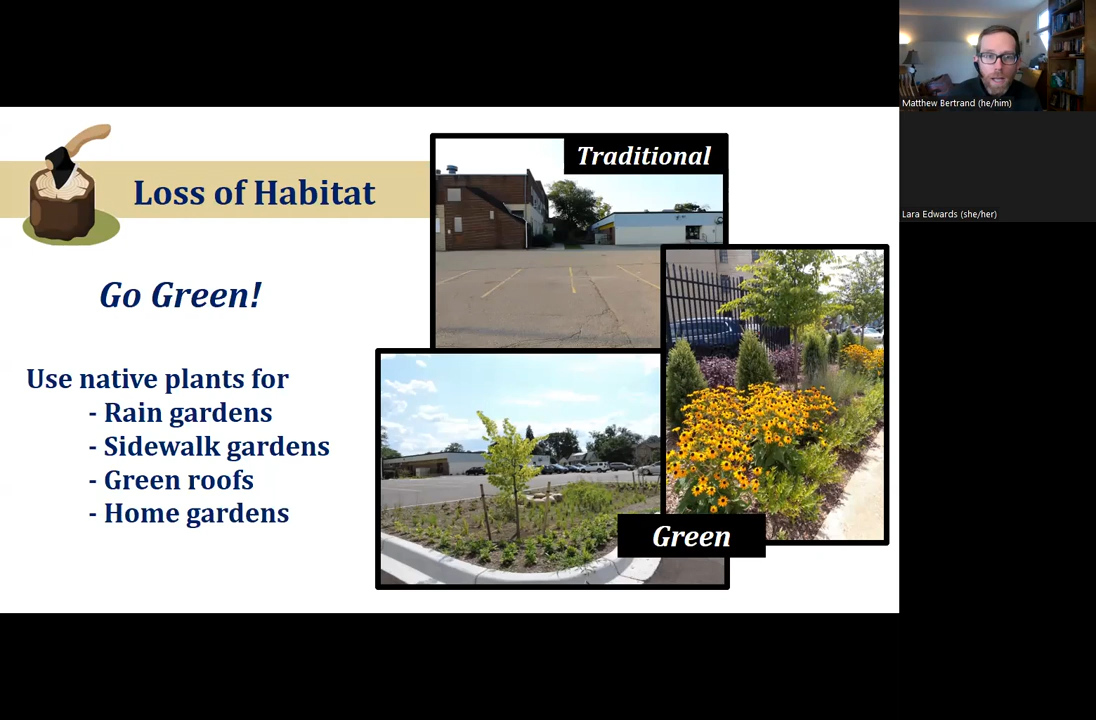 Matthew Bertrand (he/him)
Lara Edwards (she/her)
Loss of Habitat
Traditional
Go Green!
Use native plants for
- Rain gardens
- Sidewalk gardens
- Green roofs
- Home gardens
Green